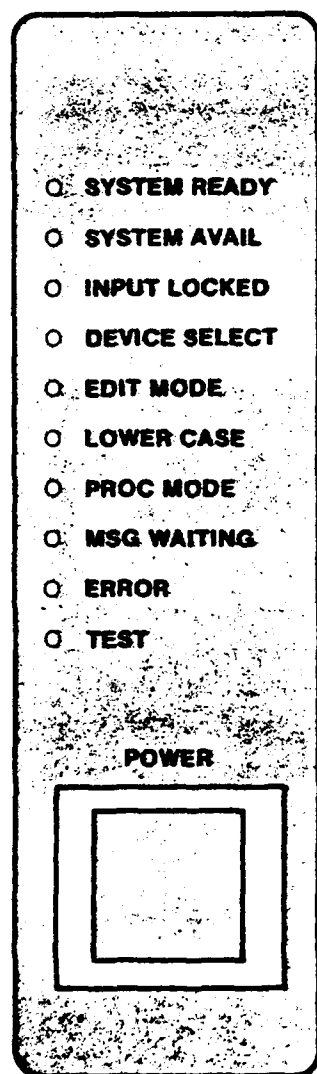 SYSTEM READY
SYSTEM AVAIL
INPUT LOCKED
DEVICE SELECT
EDIT MODE
LOWER CASE
PROC MODE
MSG WAITING
ERROR
TEST
POWER